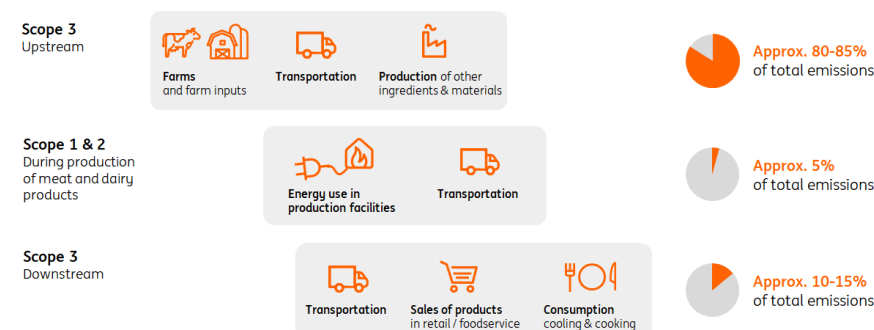 Scope 3
Upstream
Farms
and farm inputs
Transportation
Production of other
ingredients & materials
Approx. 80-85%
of total emissions
Scope 1 & 2
During production
of meat and dairy
products
Energy use in
production facilities
Transportation
Approx. 5%
of total emissions
Scope 3
Downstream
Transportation
Sales of products
in retail / foodservice
Consumption
cooling & cooking
Approx. 10-15%
of total emissions